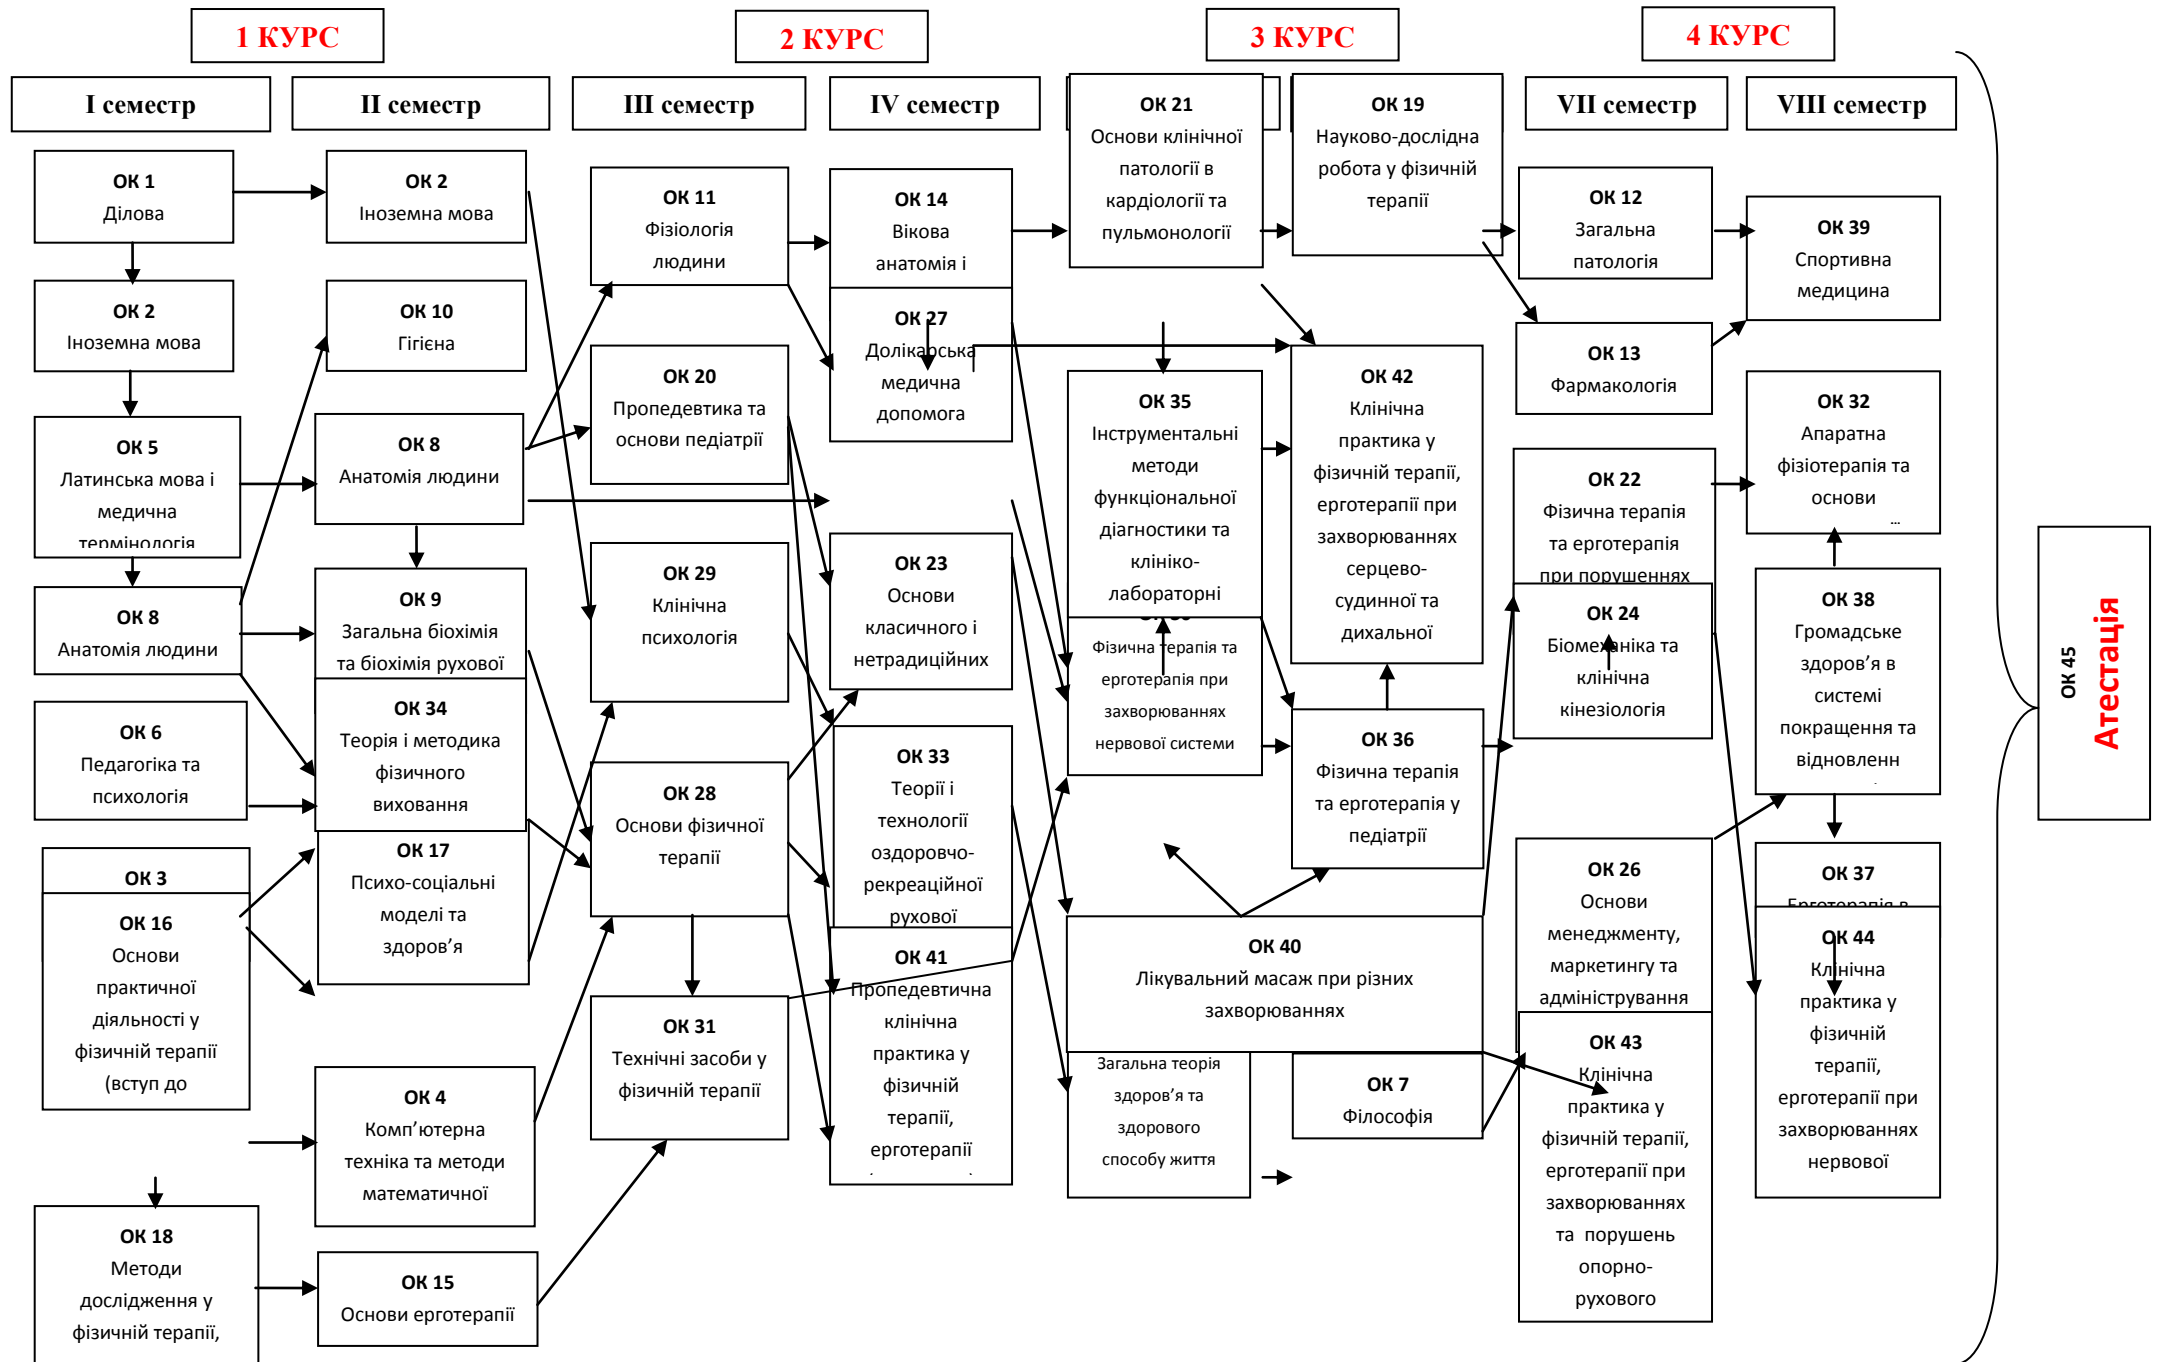 1 КУРС
2 КУРС
3 КУРС
4 КУРС
I семестр
II семестр
III семестр
IV семестр
VII семестр
VIII семестр
ОК 1
Ділова
ОК 2
Іноземна мова
ОК 5
Латинська мова і
медична
термінологія
ОК 8
Анатомія людини
ОК 6
Педагогіка та
психологія
ОК 3
ОК 16
Основи
практичної
діяльності у
фізичній терапії
(вступ до
ОК 18
Методи
дослідження у
фізичній терапії,
ОК 2
Іноземна мова
ОК 10
Гігієна
ОК 8
Анатомія людини
ОК 9
Загальна біохімія
та біохімія рухової
ОК 34
Теорія і методика
фізичного
виховання
ОК 17
Психо-соціальні
моделі та
здоров’я
ОК 4
Комп’ютерна
техніка та методи
математичної
ОК 15
Основи ерготерапії
ОК 11
Фізіологія
людини
ОК 20
Пропедевтика та
основи педіатрії
ОК 29
Клінічна
психологія
ОК 28
Основи фізичної
терапії
ОК 31
Технічні засоби у
фізичній терапії
ОК 14
Вікова
анатомія і
ОК 27
Долікарська
медична
допомога
ОК 23
Основи
класичного і
нетрадиційних
ОК 33
Теорії і
технології
оздоровчо-
рекреаційної
рухової
ОК 41
Пропедевтична
клінічна
практика у
фізичній
терапії,
ерготерапії
ОК 21
Основи клінічної
патології в
кардіології та
пульмонології
ОК 35
Інструментальні
методи
функціональної
діагностики та
клініко-
лабораторні
Фізична терапія та
ерготерапія при
захворюваннях
нервової системи
ОК 40
Лікувальний масаж при різних
захворюваннях
Загальна теорія
здоров’я та
здорового
способу життя
ОК 19
Науково-дослідна
робота у фізичній
терапії
ОК 42
Клінічна
практика у
фізичній терапії,
ерготерапії при
захворюваннях
серцево-
судинної та
дихальної
ОК 36
Фізична терапія
та ерготерапія у
педіатрії
ОК 7
Філософія
ОК 12
Загальна
патологія
ОК 13
Фармакологія
ОК 22
Фізична терапія
та ерготерапія
при порушеннях
ОК 24
Біомеханіка та
клінічна
кінезіологія
ОК 26
Основи
менеджменту,
маркетингу та
адміністрування
ОК 43
Клінічна
практика у
фізичній терапії,
ерготерапії при
захворюваннях
та порушень
опорно-
рухового
ОК 39
Спортивна
медицина
ОК 32
Апаратна
фізіотерапія та
основи
ОК 38
Громадське
здоров’я в
системі
покращення та
відновленн
ОК 37
Ерготерапія в
ОК 44
Клінічна
практика у
фізичній
терапії,
ерготерапії при
захворюваннях
нервової
ОК 45
Атестація